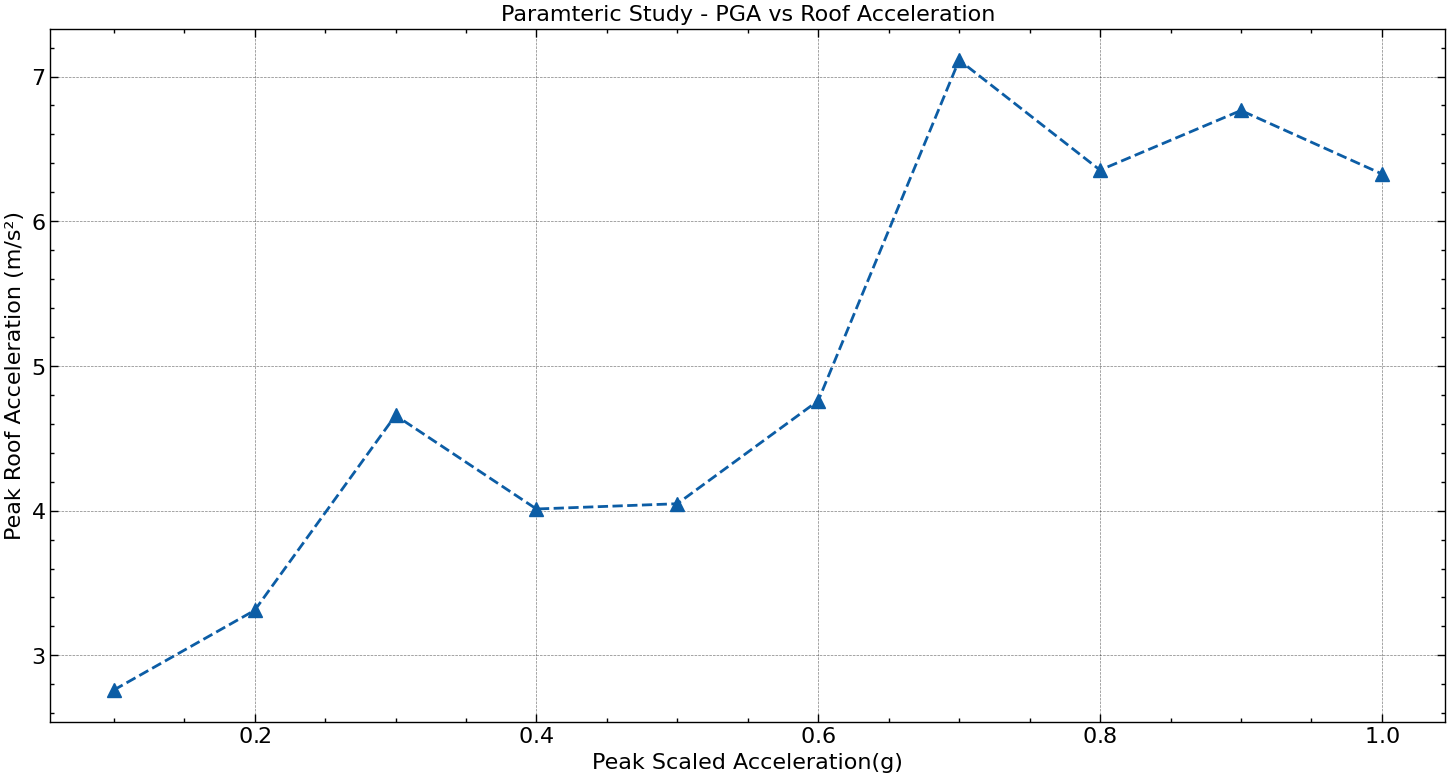 Paramteric Study - PGA vs Roof Acceleration
Peak Roof Acceleration (m/s²)
7
6
5
4
3
0.2 0.4 0.6 0.8 1.0
Peak Scaled Acceleration(g)